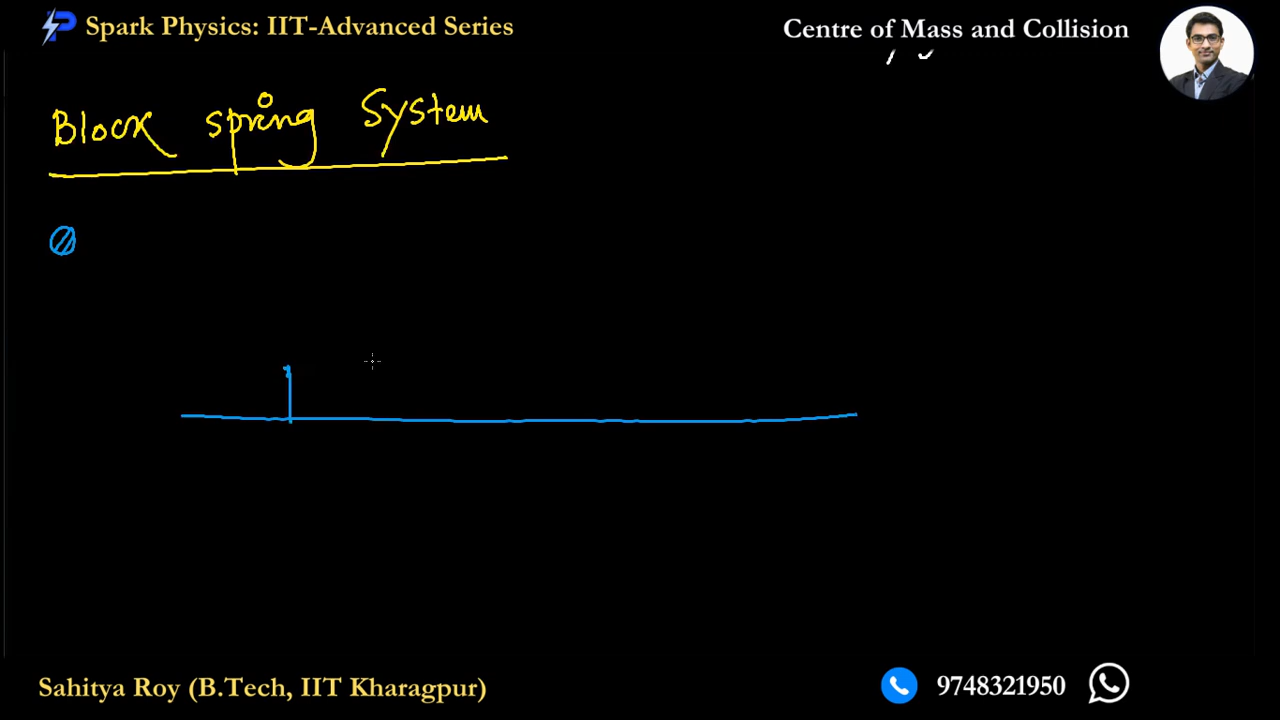 Spark Physics: IIT-Advanced Series
Centre of Mass and Collision
Block spring System
Sahitya Roy (B.Tech, IIT Kharagpur)
9748321950